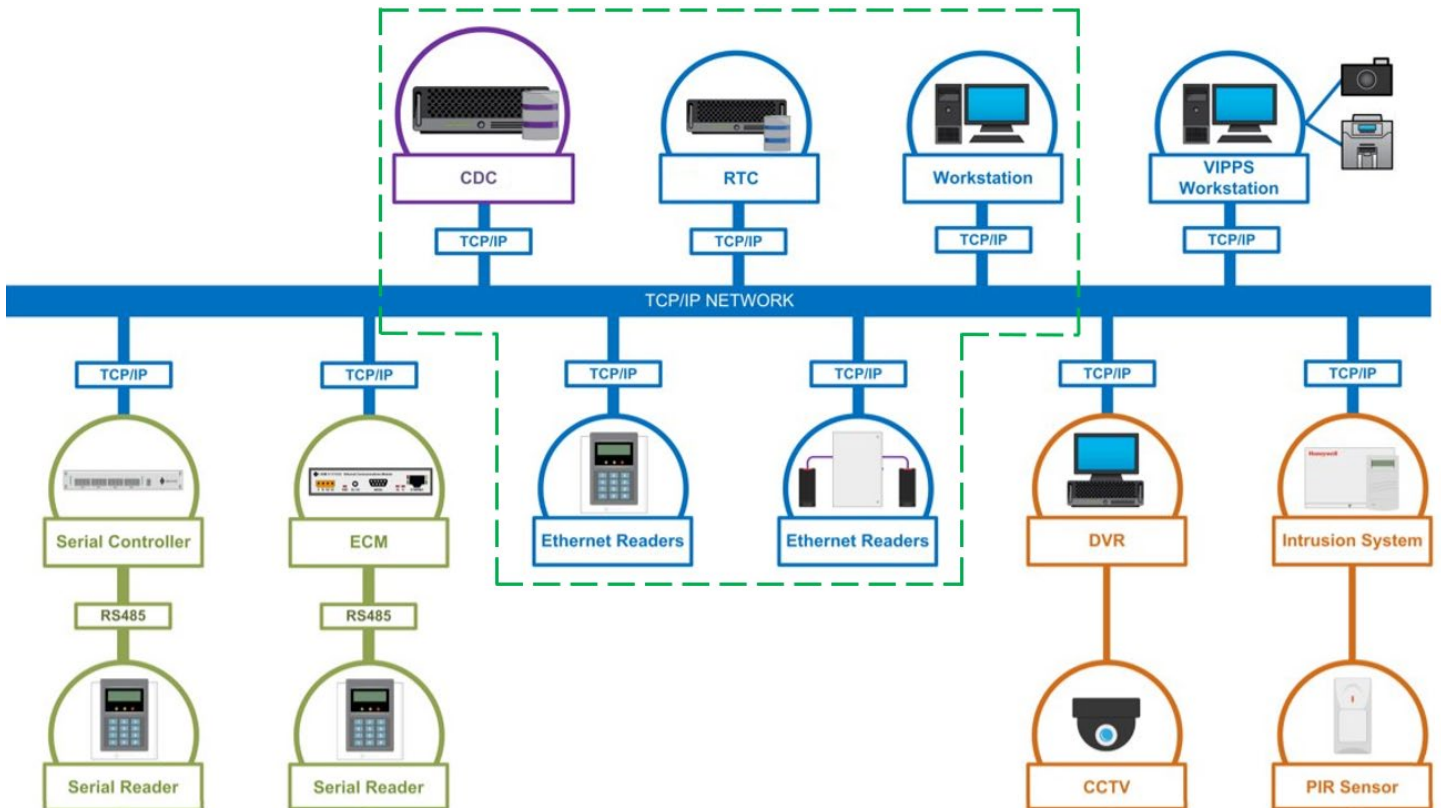 CDC
RTC
Workstation
VIPPS
Workstation
TCP/IP
TCP/IP
TCP/IP
TCP/IP
TCP/IP NETWORK
TCP/IP
TCP/IP
TCP/IP
TCP/IP
TCP/IP
TCP/IP
Honeywell
Serial Controller
ECM
Ethernet Readers
Ethernet Readers
DVR
Intrusion System
RS485
RS485
Serial Reader
Serial Reader
CCTV
PIR Sensor